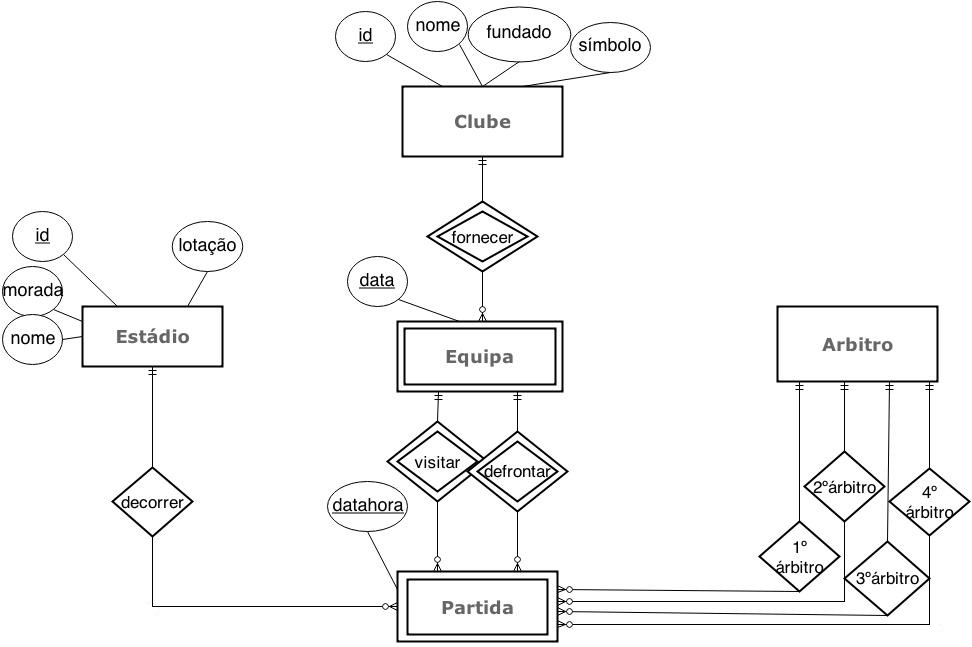 id
nome
fundado
símbolo
Clube
fornecer
id
lotação
morada
nome
Estádio
data
Equipa
Arbitro
visitar
defrontar
decorrer
datahora
2ºárbitro
4º
árbitro
1º
árbitro
3ºárbitro
Partida